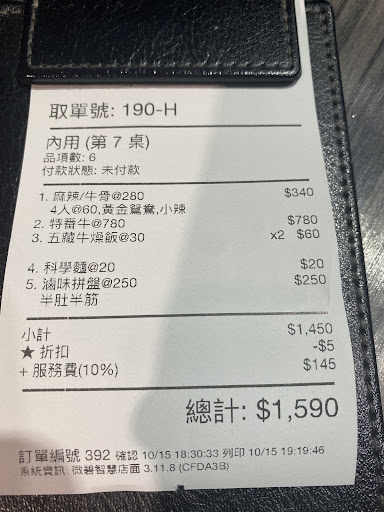 取單號: 190-H
內用 (第 7 桌)
品項數: 6
付款狀態: 未付款
1. 麻辣/牛骨@280 $340
4人@60,黃金鴛鴦,小辣
2. 特番牛@780 $780
3. 五藏牛燥飯@30 x2 $60
4. 科學麵@20 $20
5. 滷味拼盤@250 $250
半肚半筋
小計 $1,450
★ 折扣 -$5
+ 服務費(10%) $145
總計: $1,590
訂單編號 392 確認 10/15 18:30:33 列印 10/15 19:19:46
系統資訊: 微碧智慧店面 3.11.8 (CFDA3B)